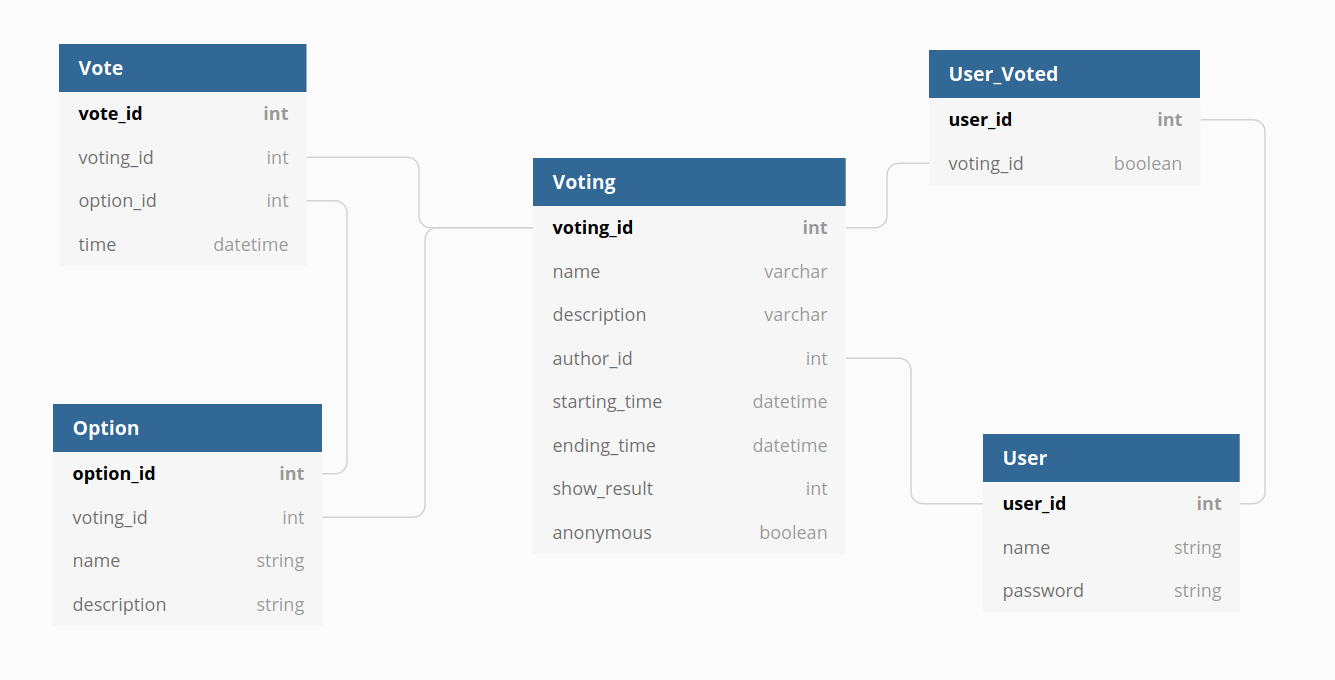 Vote
vote_id int
voting_id int
option_id int
time datetime
Option
option_id int
voting_id int
name string
description string
Voting
voting_id int
name varchar
description varchar
author_id int
starting_time datetime
ending_time datetime
show_result int
anonymous boolean
User_Voted
user_id int
voting_id boolean
User
user_id int
name string
password string